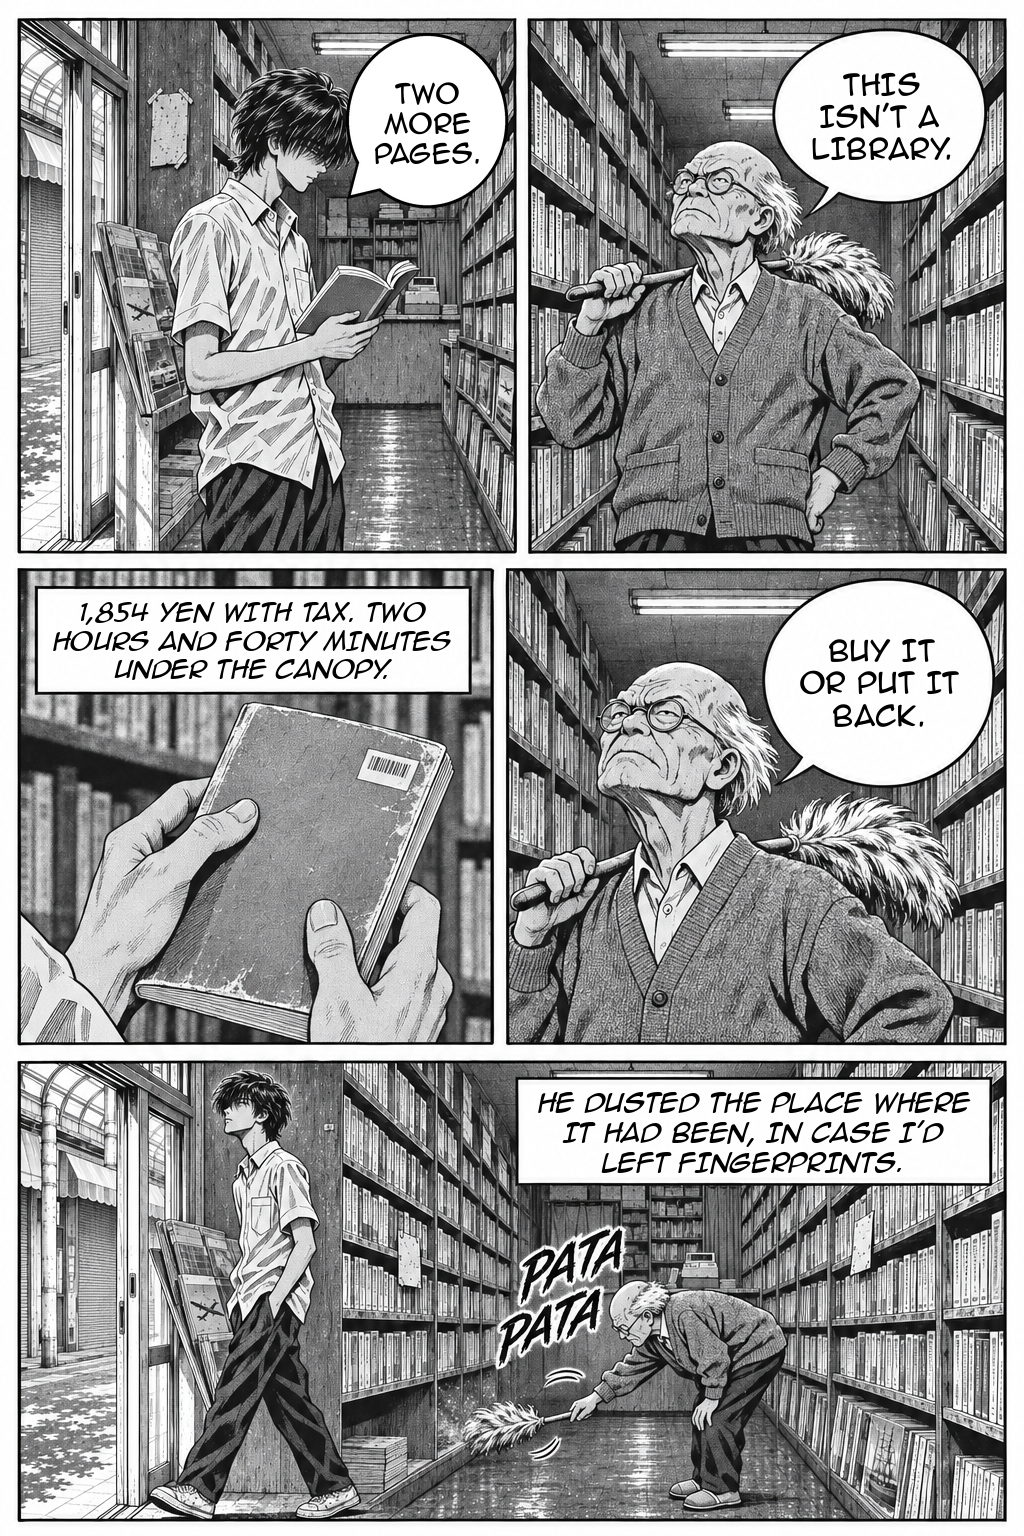 TWO
MORE
PAGES.
THIS
ISN'T A
LIBRARY.
1,854 YEN WITH TAX. TWO
HOURS AND FORTY MINUTES
UNDER THE CANOPY.
BUY IT
OR PUT IT
BACK.
HE DUSTED THE PLACE WHERE
IT HAD BEEN, IN CASE I'D
LEFT FINGERPRINTS.
PATA
PATA